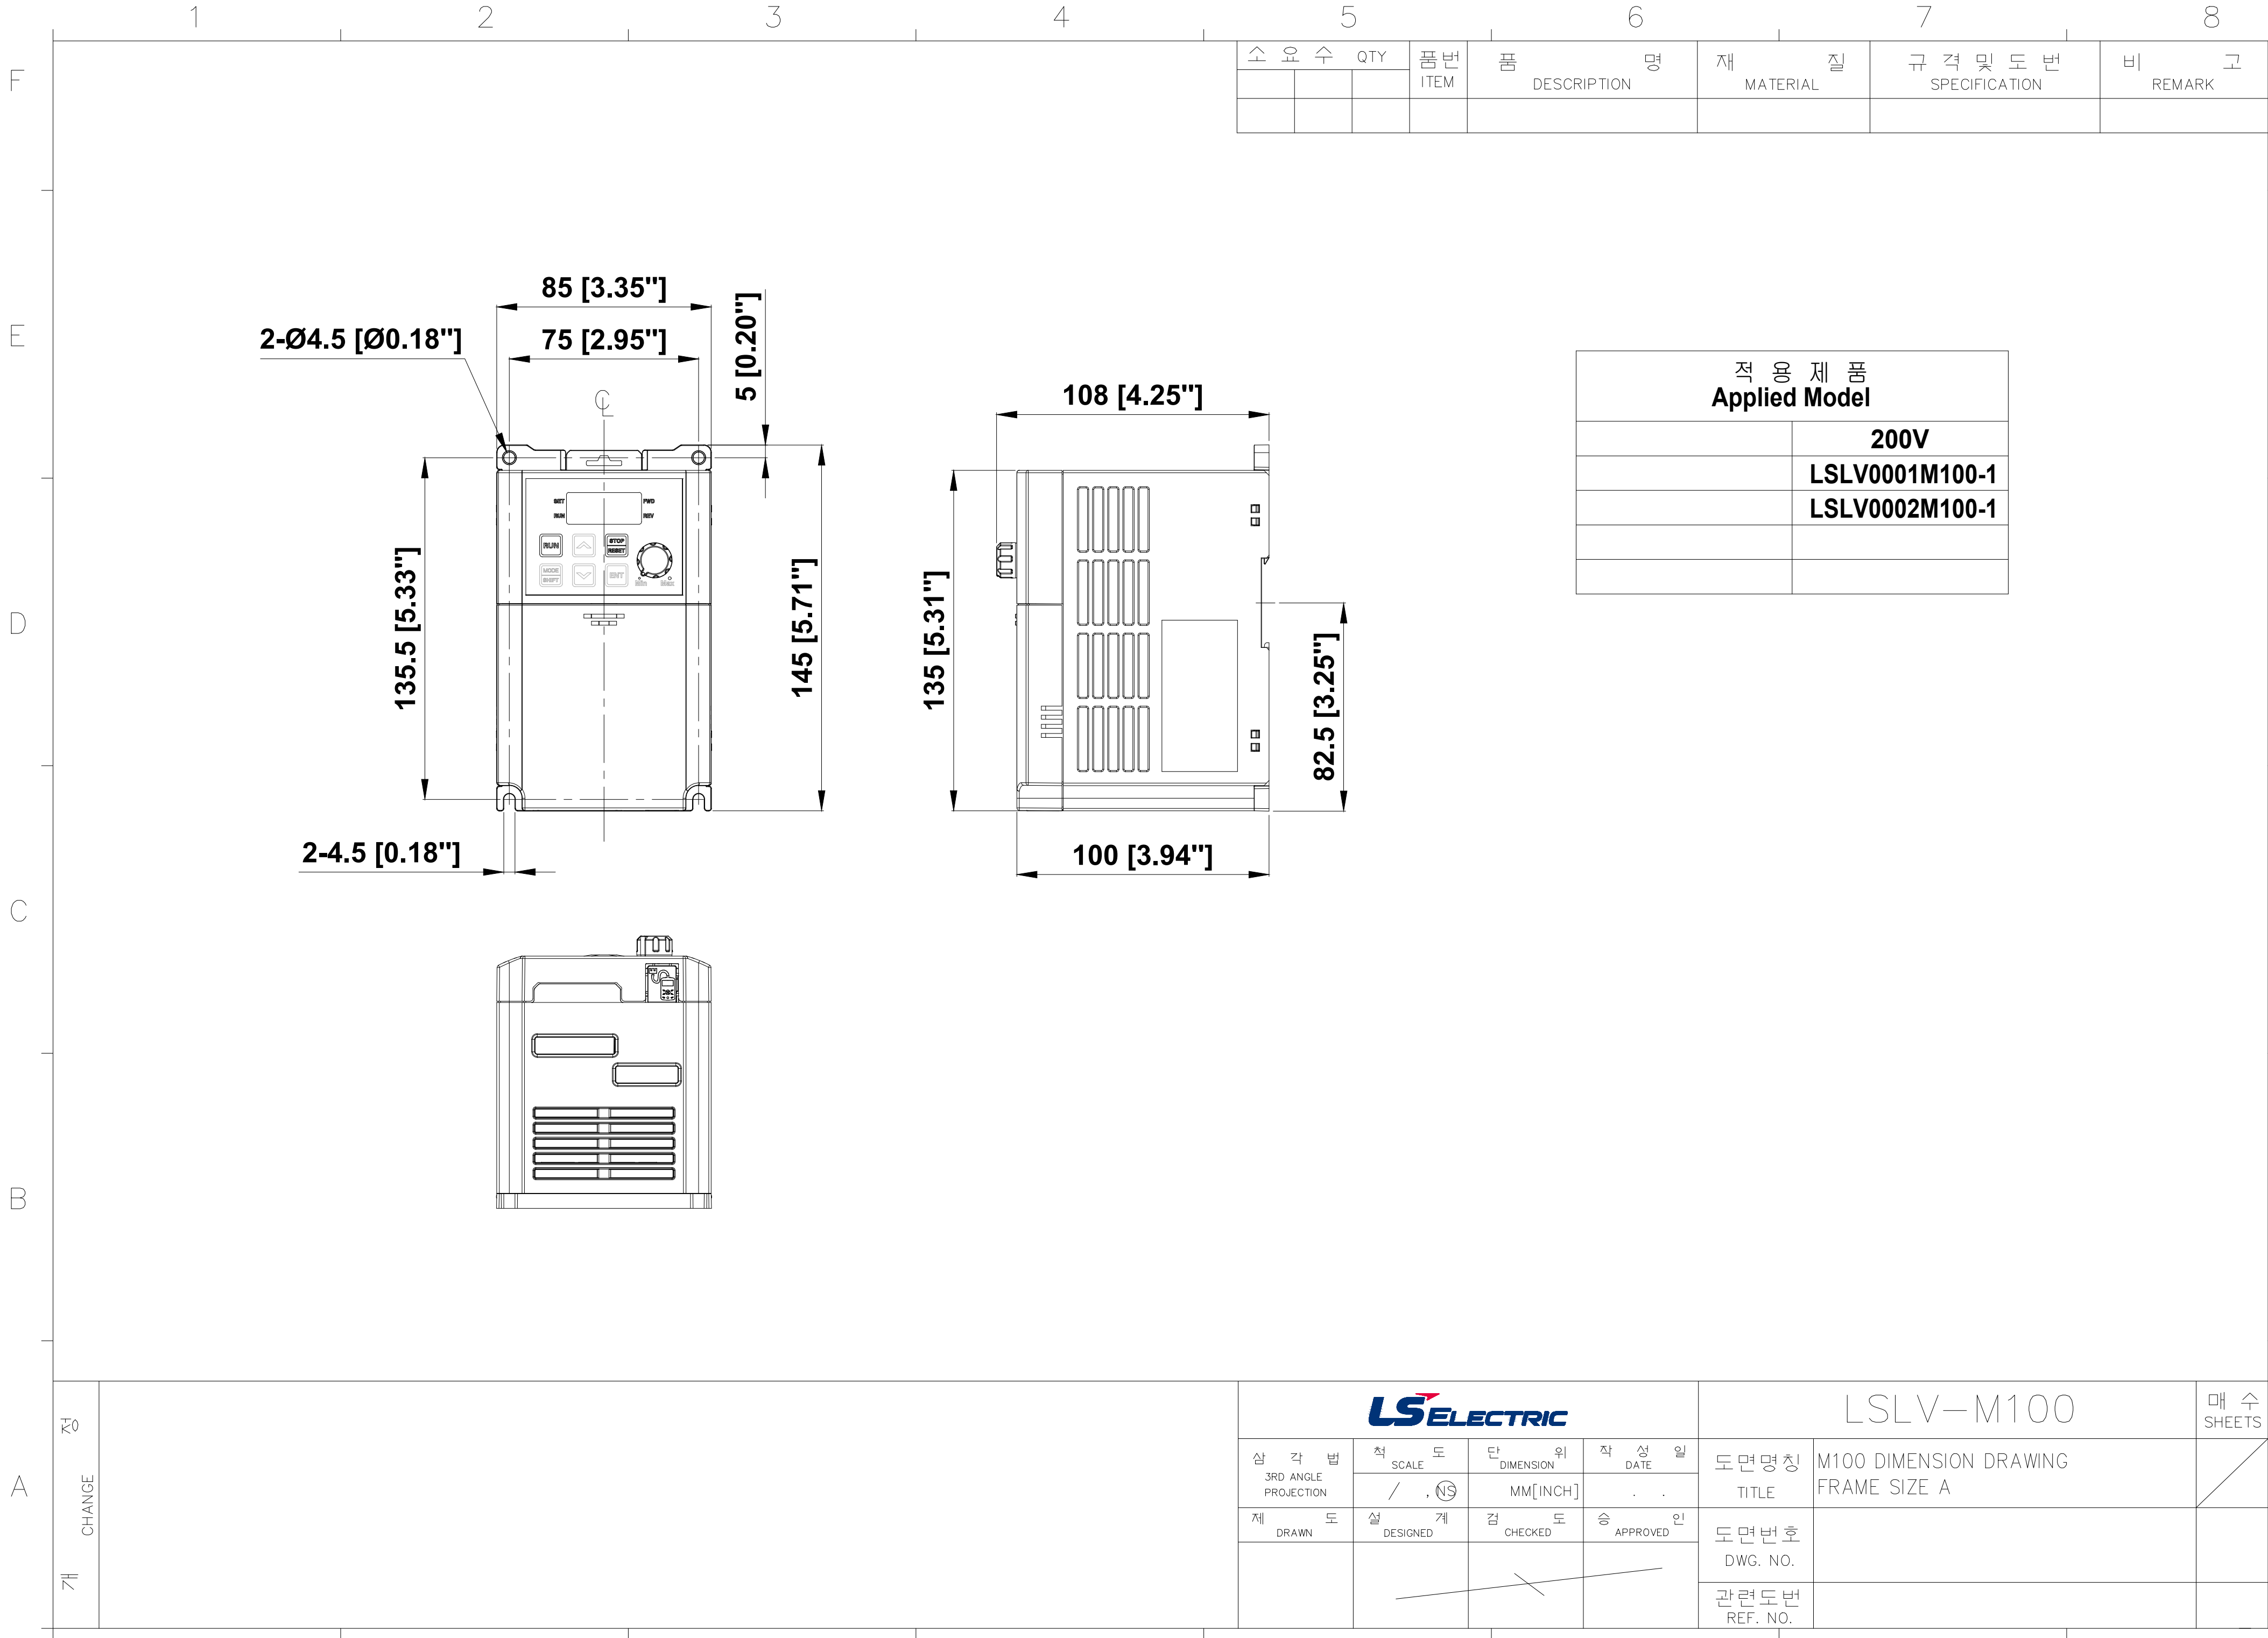 1 2 3 4 5 6 7 8
F
E
D
C
B
A
소 요 수 QTY
품번
ITEM
품 명
DESCRIPTION
재 질
MATERIAL
규 격 및 도 번
SPECIFICATION
비 고
REMARK
85 [3.35"]
2-Ø4.5 [Ø0.18"]
75 [2.95"]
5 [0.20"]
135.5 [5.33"]
145 [5.71"]
2-4.5 [0.18"]
SET
RUN
FWD
REV
RUN
STOP
RESET
MODE
SHIFT
ENT
Min
Max
108 [4.25"]
135 [5.31"]
82.5 [3.25"]
100 [3.94"]
적 용 제 품
Applied Model
200V
LSLV0001M100-1
LSLV0002M100-1
정
CHANGE
개
LS ELECTRIC
삼 각 법
3RD ANGLE
PROJECTION
척 도
SCALE
/ , NS
단 위
DIMENSION
MM[INCH]
작 성 일
DATE
. .
제 도
DRAWN
설 계
DESIGNED
검 도
CHECKED
승 인
APPROVED
LSLV-M100
매 수
SHEETS
도면명칭
TITLE
M100 DIMENSION DRAWING
FRAME SIZE A
도면번호
DWG. NO.
관련도번
REF. NO.